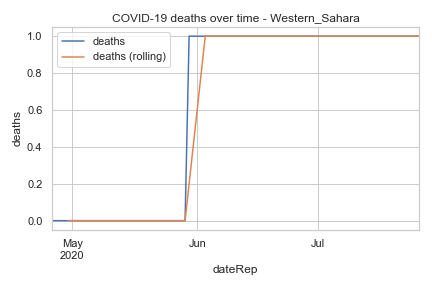 COVID-19 deaths over time - Western_Sahara
deaths
deaths (rolling)
deaths
1.0
0.8
0.6
0.4
0.2
0.0
May
2020
Jun
Jul
dateRep